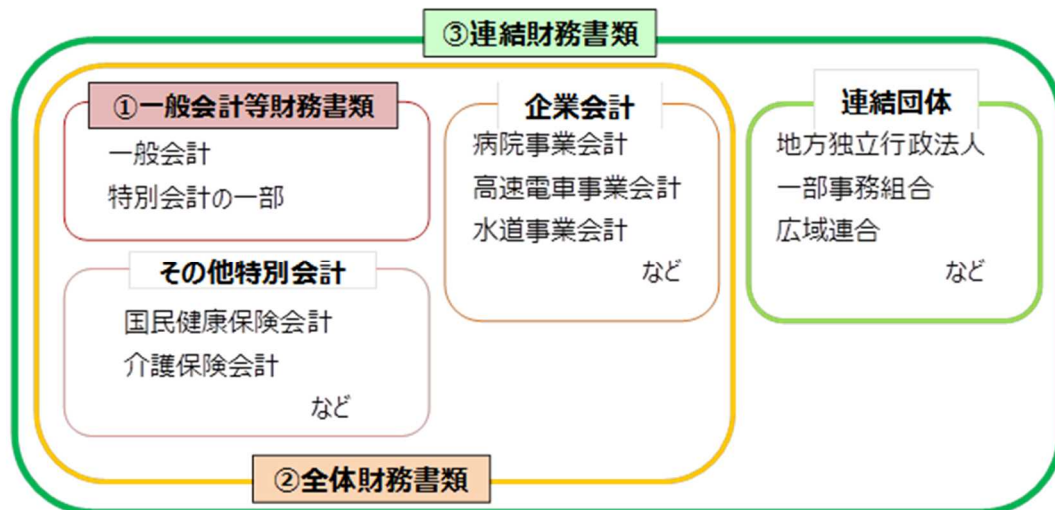 ③連結財務書類
①一般会計等財務書類
一般会計
特別会計の一部
その他特別会計
国民健康保険会計
介護保険会計
など
企業会計
病院事業会計
高速電車事業会計
水道事業会計
など
②全体財務書類
連結団体
地方独立行政法人
一部事務組合
広域連合
など